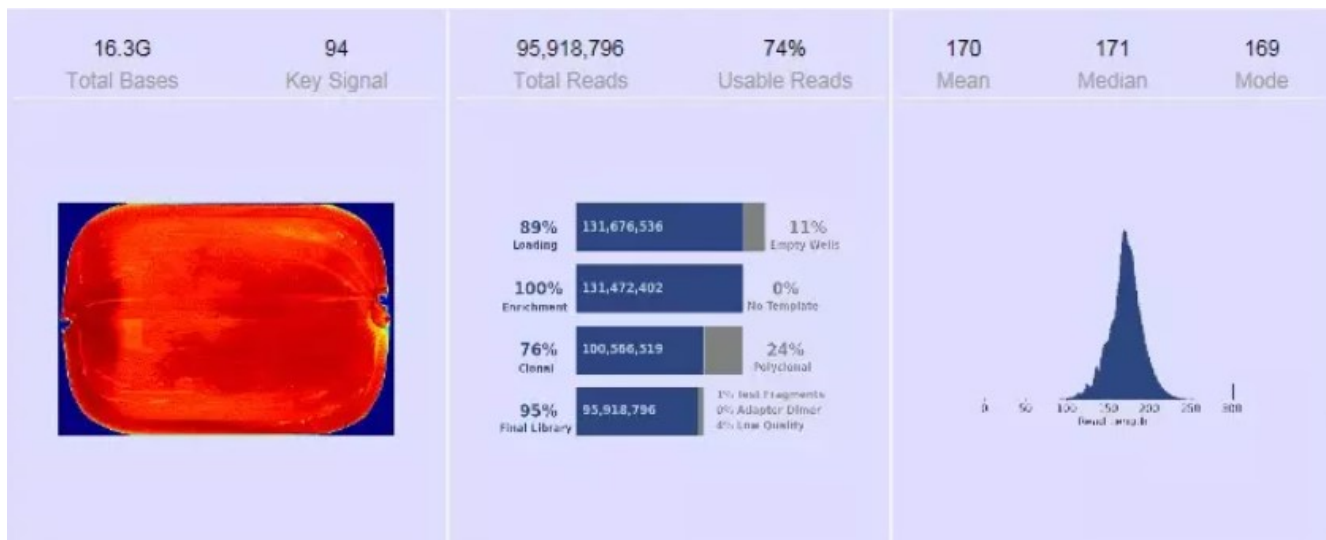 16.3G 94
Total Bases Key Signal
95,918,796 74%
Total Reads Usable Reads
170 171 169
Mean Median Mode
89% 131,676,536 11%
Loading Empty Wells
100% 131,472,402 0%
Enrichment No Template
76% 100,566,519 24%
Clonal Polyclonal
95% 95,918,796
Final Library
1% Test Fragments
0% Adapter Dimer
4% Low Quality
0 50 100 150 200 250 300
Read Length